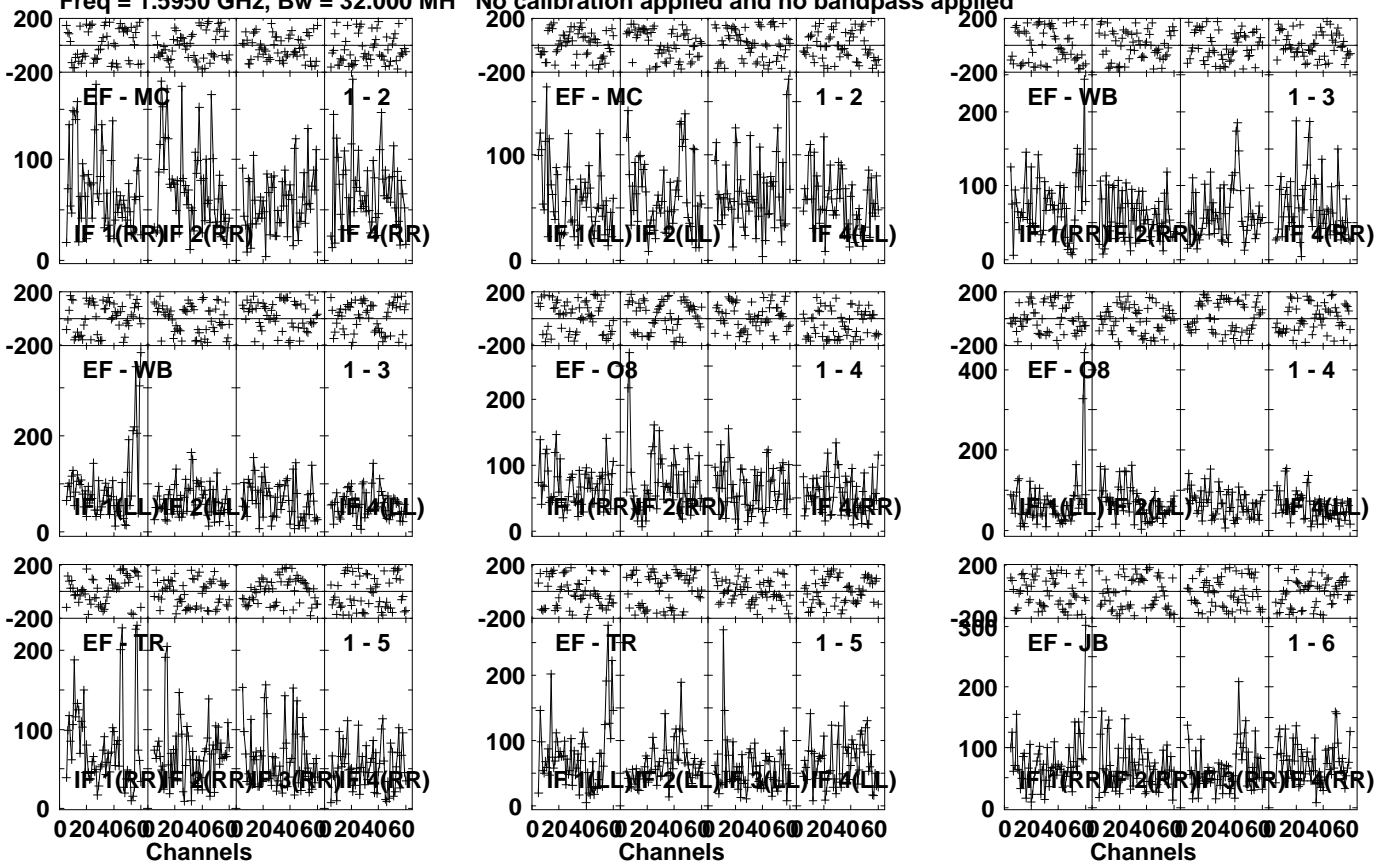 Freq = 1.5950 GHz, Bw = 32.000 MH No calibration applied and no bandpass applied
200 200 200
-200 -200 -200
EF - MC 1 - 2 EF - MC 1 - 2 EF - WB 1 - 3
200
100 100 100
IF 1(RR) IF 2(RR) IF 4(RR) IF 1(LL) IF 2(LL) IF 4(LL) IF 1(RR) IF 2(RR) IF 4(RR)
0 0 0
200 200 200
-200 -200 -200
EF - WB 1 - 3 EF - O8 1 - 4 EF - O8 1 - 4
400
200 200 200
100
IF 1(LL) IF 2(LL) IF 4(LL) IF 1(RR) IF 2(RR) IF 4(RR) IF 1(LL) IF 2(LL) IF 4(LL)
0 0 0
200 200 200
-200 -200 -200
300
EF - TR 1 - 5 EF - TR 1 - 5 EF - JB 1 - 6
200 200 200
100 100 100
IF 1(RR) IF 2(RR) IF 3(RR) IF 4(RR) IF 1(LL) IF 2(LL) IF 3(LL) IF 4(LL) IF 1(RR) IF 2(RR) IF 3(RR) IF 4(RR)
0 0 0
0 20 40 60 0 20 40 60 0 20 40 60 0 20 40 60 0 20 40 60 0 20 40 60 0 20 40 60 0 20 40 60 0 20 40 60 0 20 40 60 0 20 40 60 0 20 40 60
Channels Channels Channels